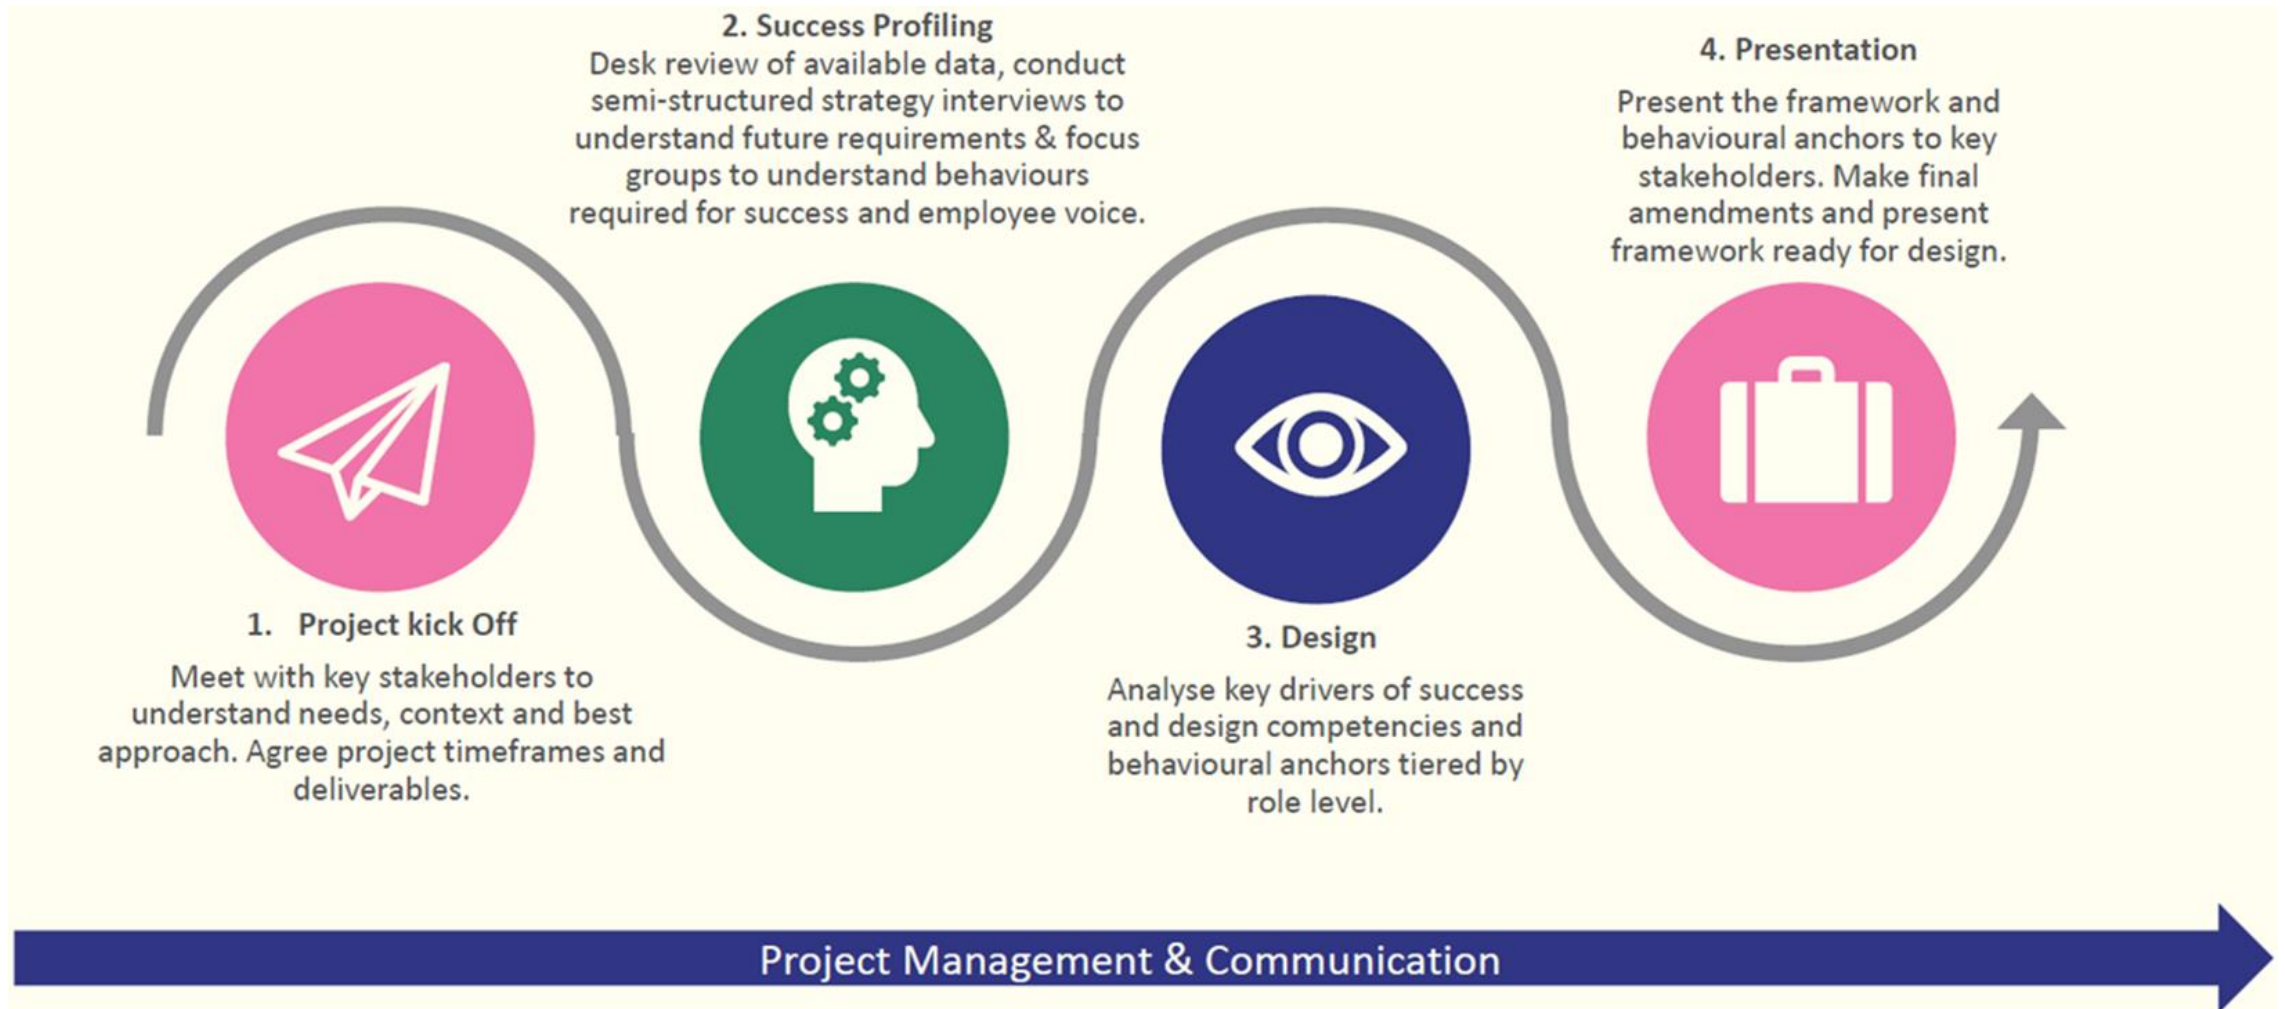 1. Project kick Off
Meet with key stakeholders to
understand needs, context and best
approach. Agree project timeframes and
deliverables.
2. Success Profiling
Desk review of available data, conduct
semi-structured strategy interviews to
understand future requirements & focus
groups to understand behaviours
required for success and employee voice.
3. Design
Analyse key drivers of success
and design competencies and
behavioural anchors tiered by
role level.
4. Presentation
Present the framework and
behavioural anchors to key
stakeholders. Make final
amendments and present
framework ready for design.
Project Management & Communication